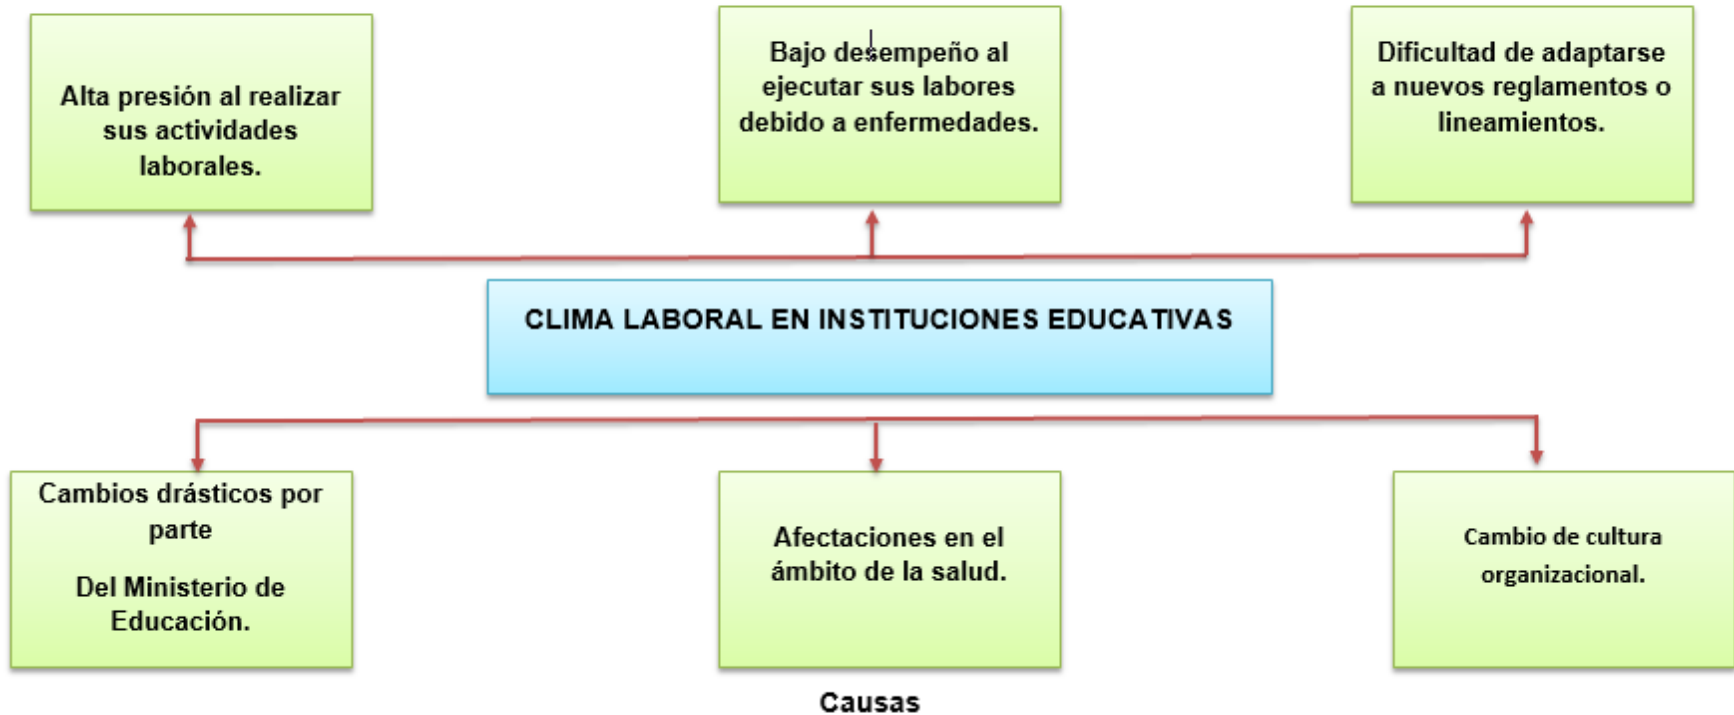 Alta presión al realizar
sus actividades
laborales.
Bajo desempeño al
ejecutar sus labores
debido a enfermedades.
Dificultad de adaptarse
a nuevos reglamentos o
lineamientos.
CLIMA LABORAL EN INSTITUCIONES EDUCATIVAS
Cambios drásticos por
parte
Del Ministerio de
Educación.
Afectaciones en el
ámbito de la salud.
Cambio de cultura
organizacional.
Causas